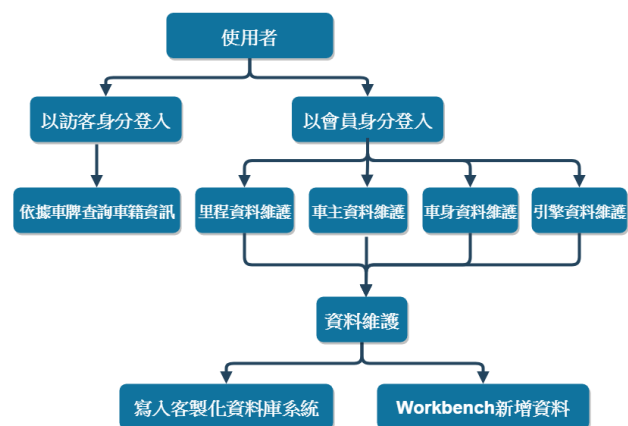 使用者
以訪客身分登入
以會員身分登入
依據車牌查詢車籍資訊
里程資料維護
車主資料維護
車身資料維護
引擎資料維護
資料維護
寫入客製化資料庫系統
Workbench新增資料